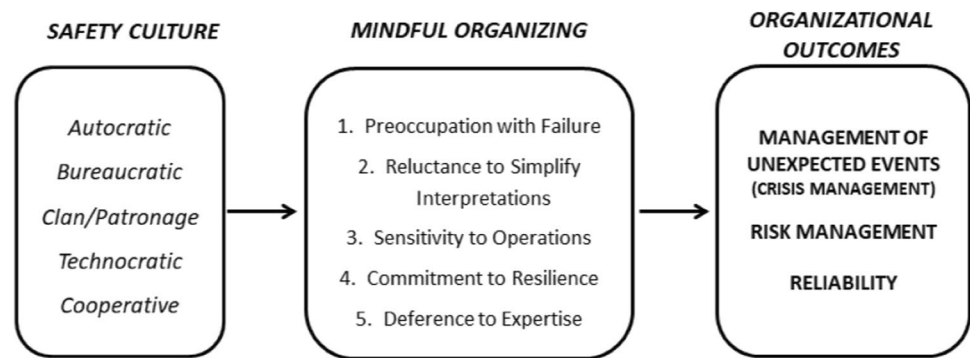 SAFETY CULTURE
Autocratic
Bureaucratic
Clan/Patronage
Technocratic
Cooperative
MINDFUL ORGANIZING
1. Preoccupation with Failure
2. Reluctance to Simplify
Interpretations
3. Sensitivity to Operations
4. Commitment to Resilience
5. Deference to Expertise
ORGANIZATIONAL
OUTCOMES
MANAGEMENT OF
UNEXPECTED EVENTS
(CRISIS MANAGEMENT)
RISK MANAGEMENT
RELIABILITY